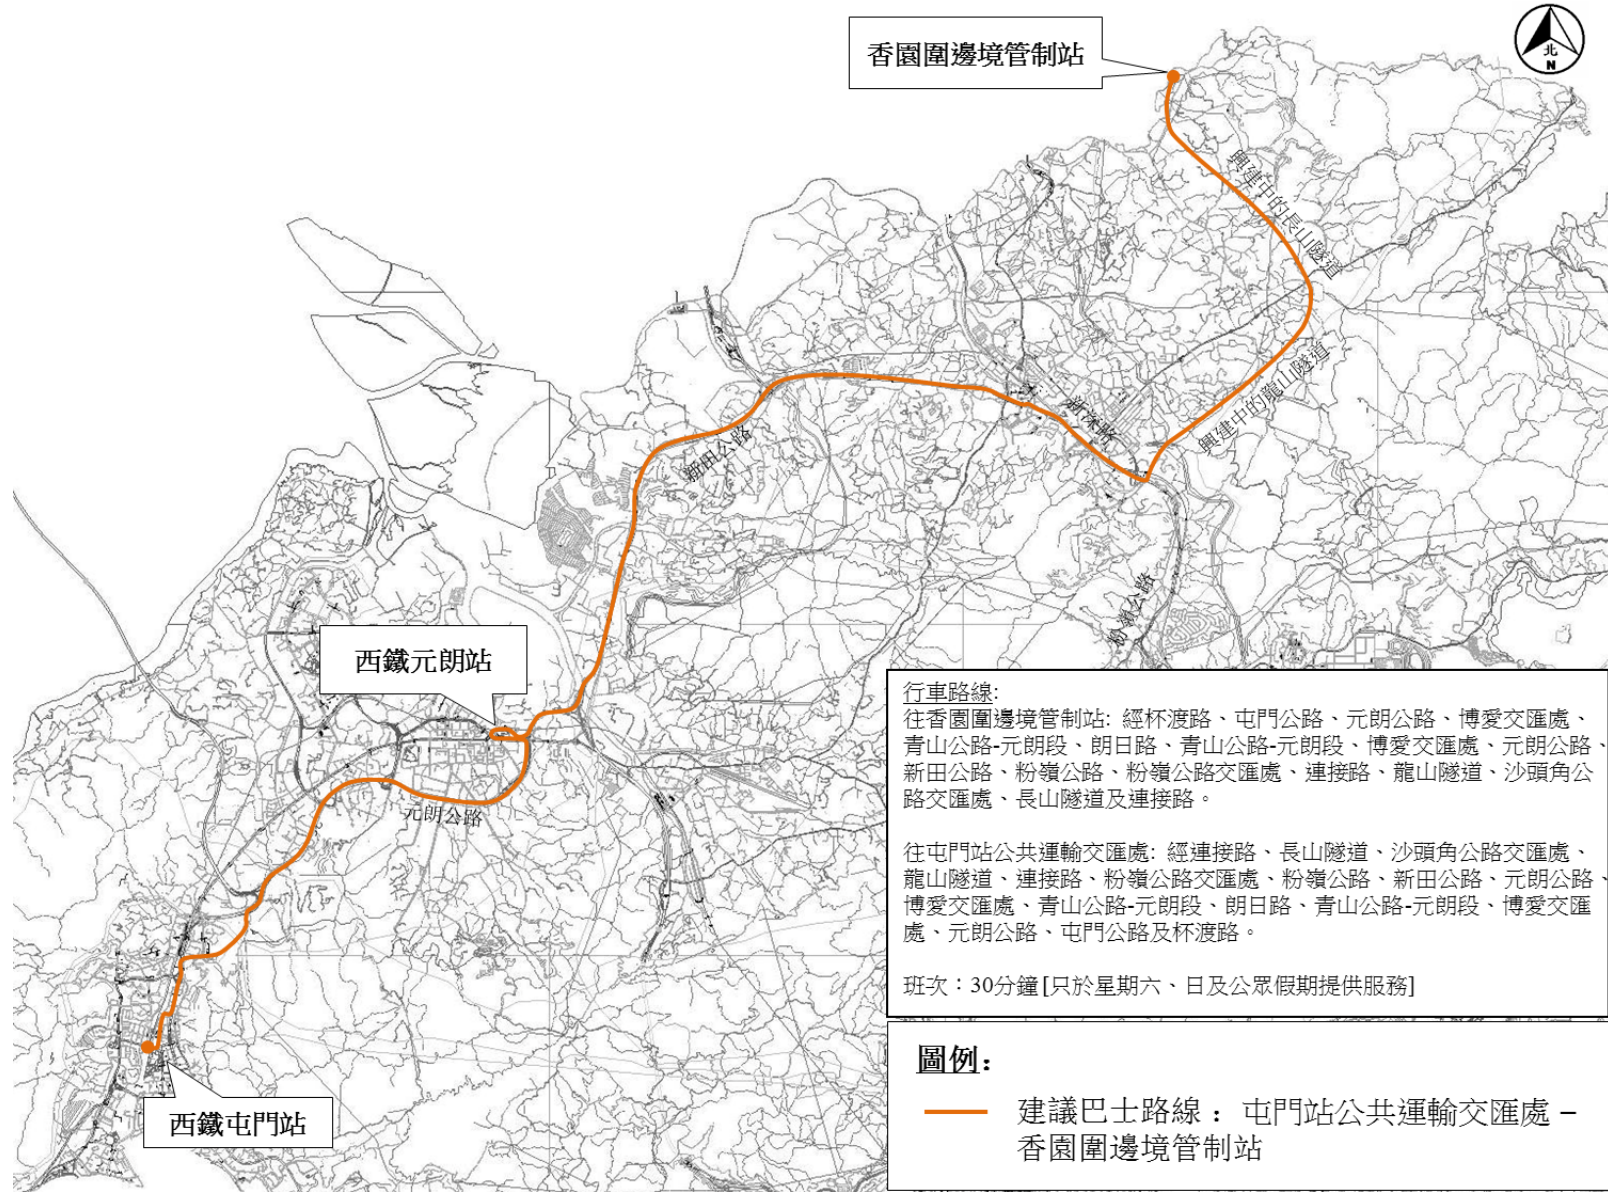 香園圍邊境管制站
北
N
興建中的長山隧道
興建中的龍山隧道
新深路
新田公路
粉嶺公路
西鐵元朗站
元朗公路
西鐵屯門站
行車路線:
往香園圍邊境管制站: 經杯渡路、屯門公路、元朗公路、博愛交匯處、
青山公路-元朗段、朗日路、青山公路-元朗段、博愛交匯處、元朗公路、
新田公路、粉嶺公路、粉嶺公路交匯處、連接路、龍山隧道、沙頭角公
路交匯處、長山隧道及連接路。
往屯門站公共運輸交匯處: 經連接路、長山隧道、沙頭角公路交匯處、
龍山隧道、連接路、粉嶺公路交匯處、粉嶺公路、新田公路、元朗公路、
博愛交匯處、青山公路-元朗段、朗日路、青山公路-元朗段、博愛交匯
處、元朗公路、屯門公路及杯渡路。
班次：30分鐘 [只於星期六、日及公眾假期提供服務]
圖例：
建議巴士路線： 屯門站公共運輸交匯處 –
香園圍邊境管制站